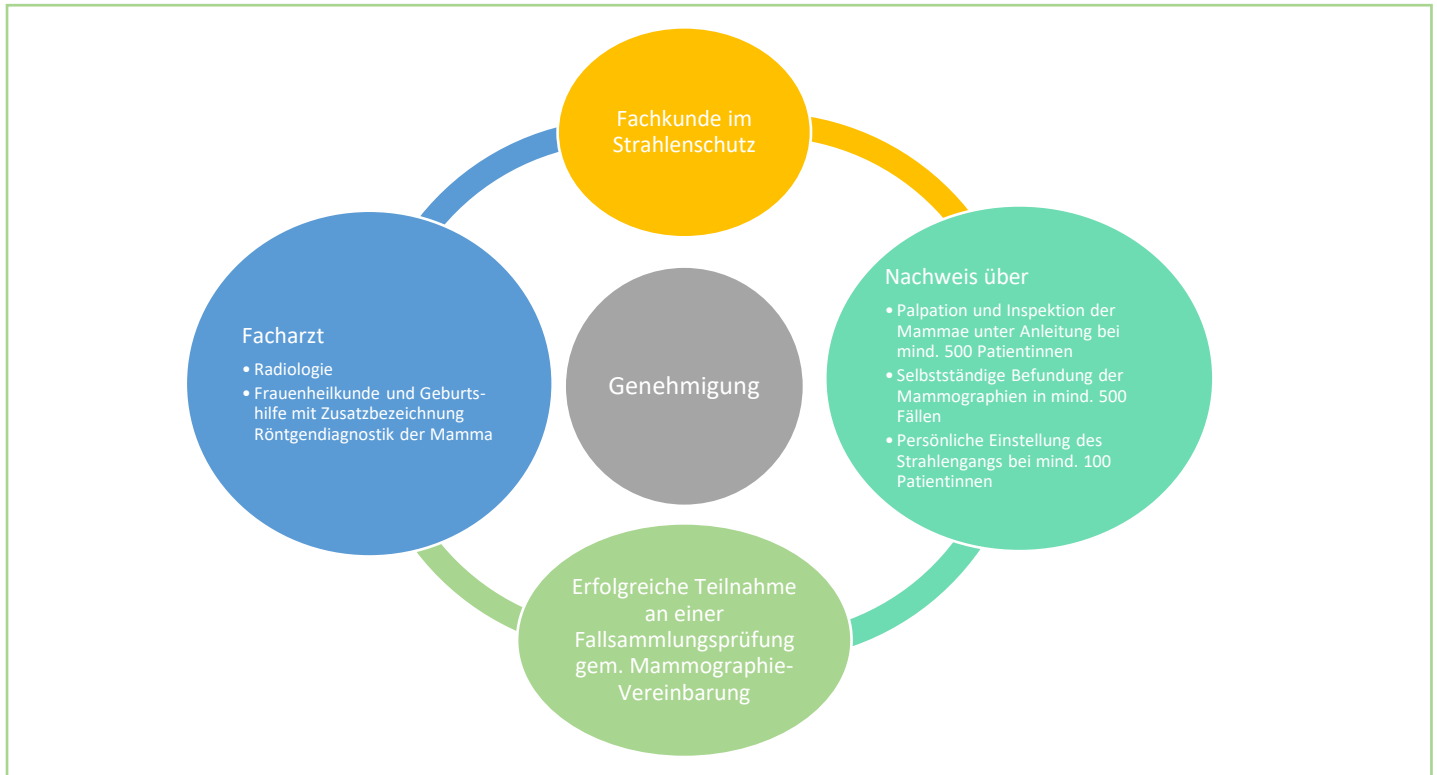 Fachkunde im
Strahlenschutz
Facharzt
• Radiologie
• Frauenheilkunde und Geburts-
hilfe mit Zusatzbezeichnung
Röntgendiagnostik der Mamma
Genehmigung
Nachweis über
• Palpation und Inspektion der
Mammae unter Anleitung bei
mind. 500 Patientinnen
• Selbstständige Befundung der
Mammographien in mind. 500
Fällen
• Persönliche Einstellung des
Strahlengangs bei mind. 100
Patientinnen
Erfolgreiche Teilnahme
an einer
Fallsammlungsprüfung
gem. Mammographie-
Vereinbarung